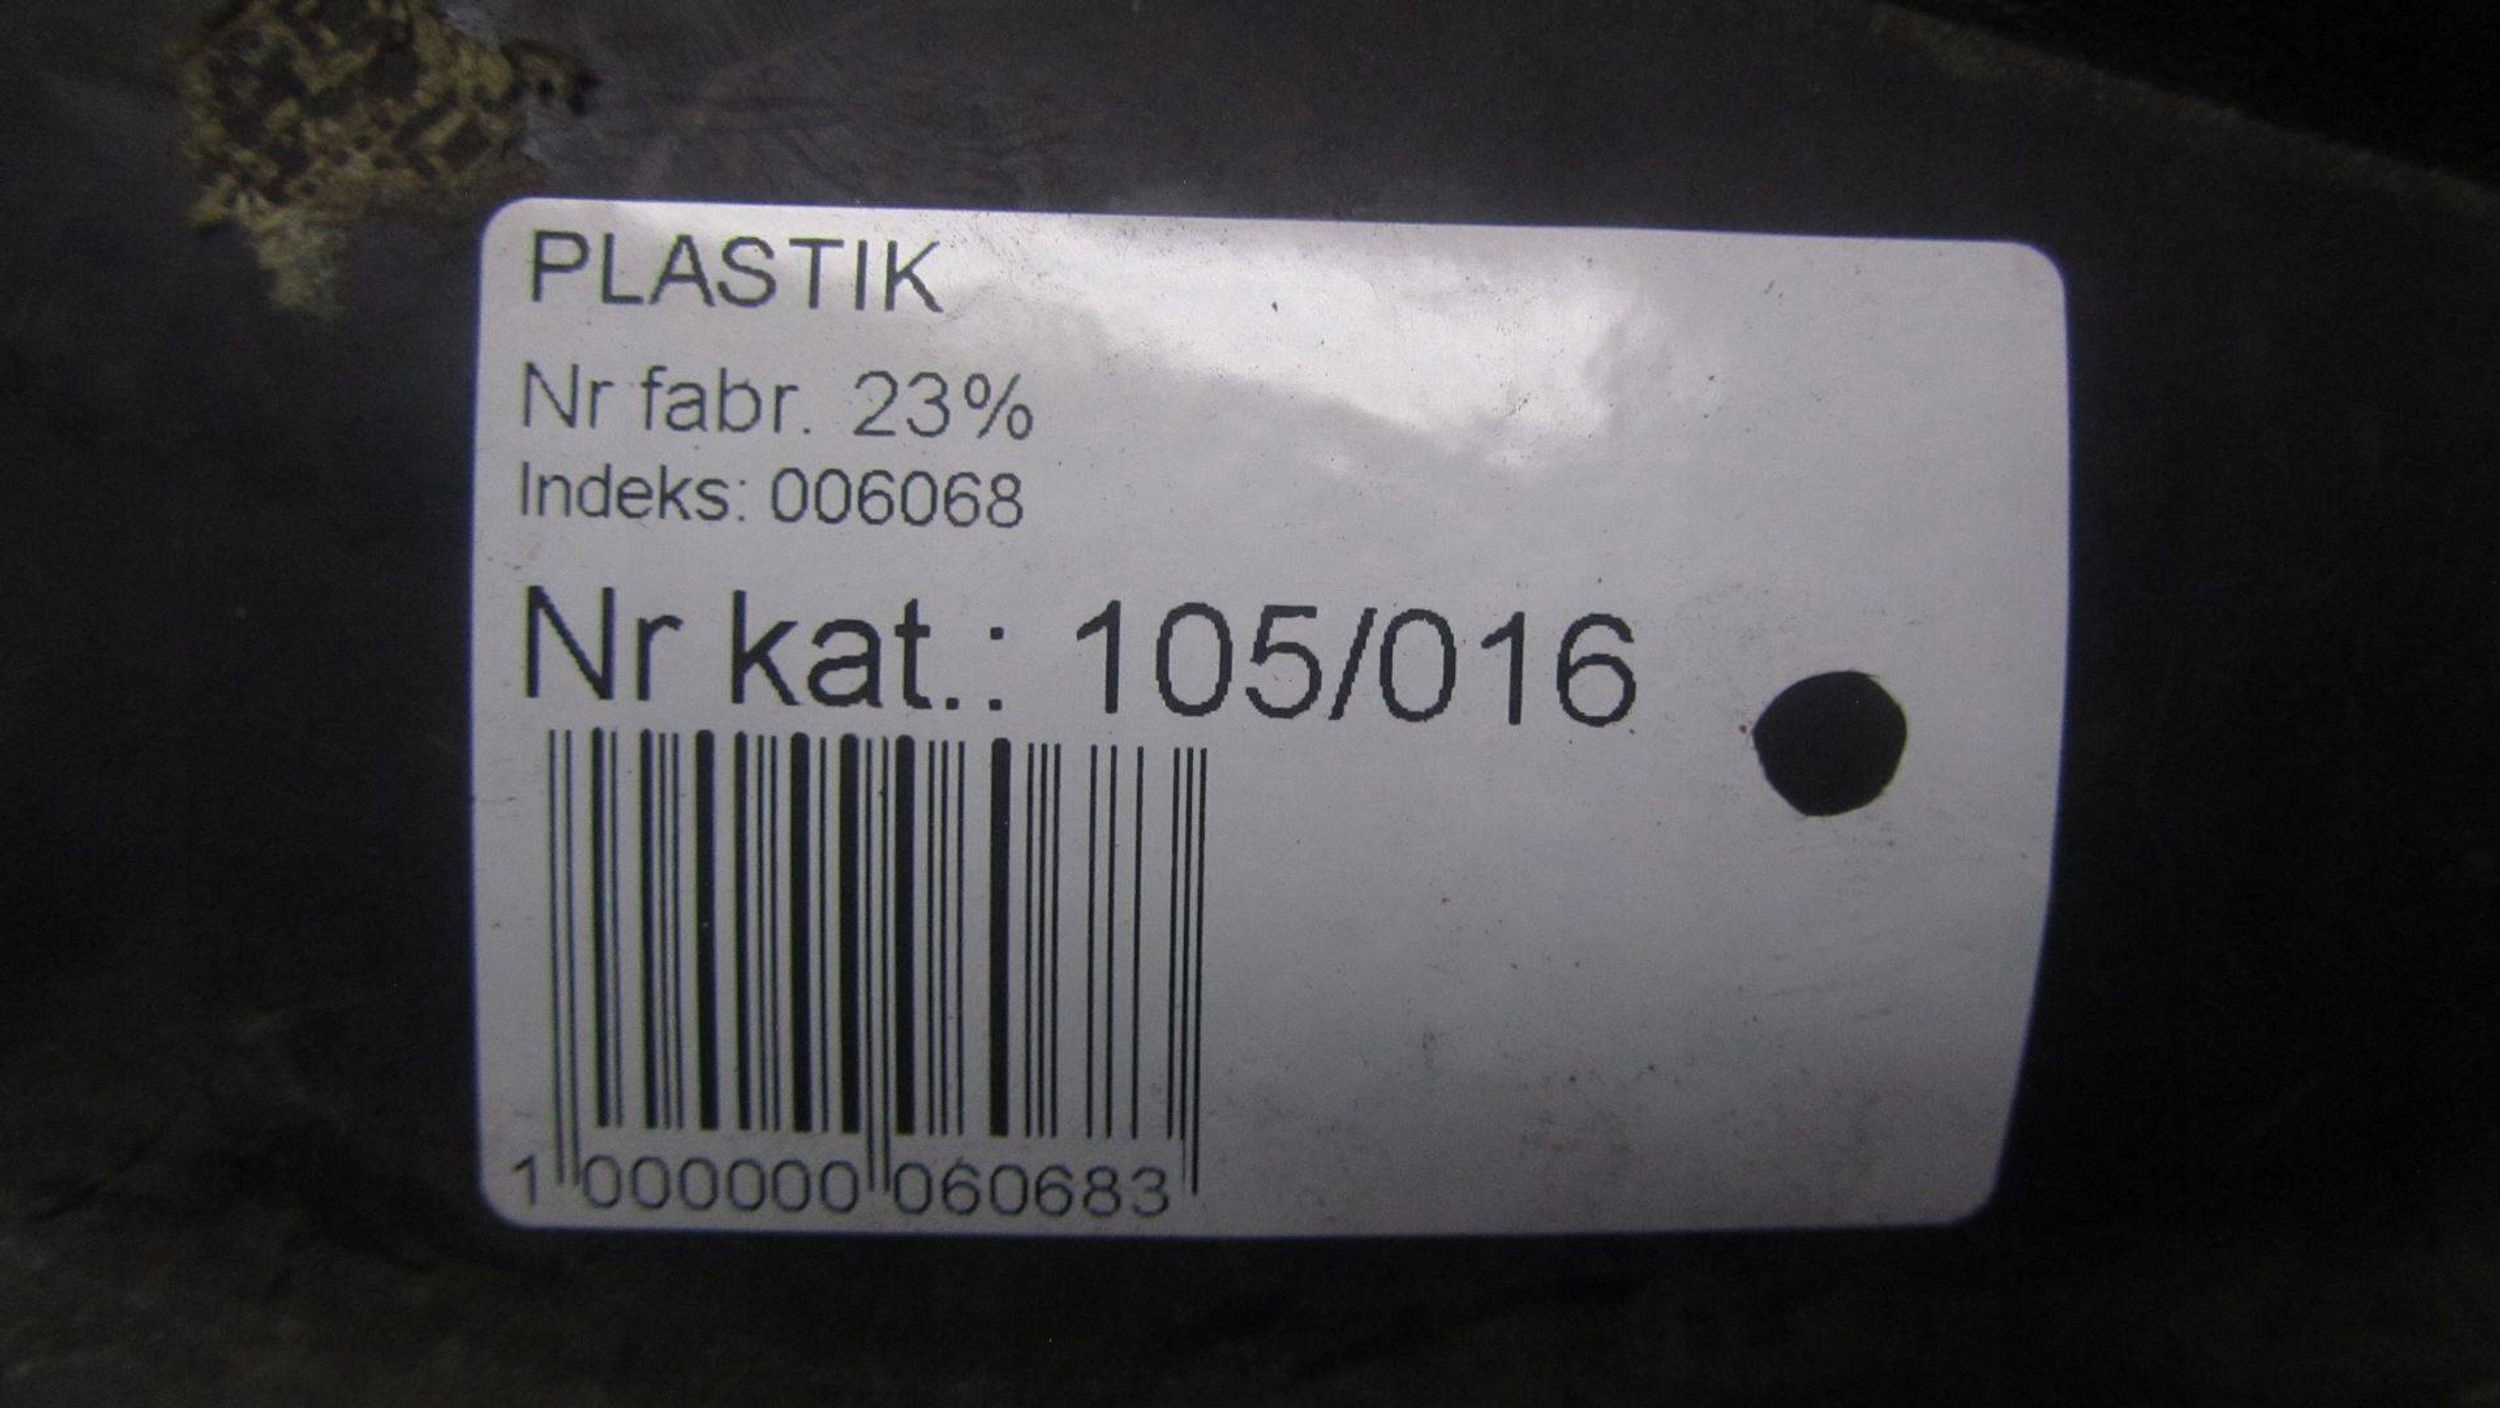 PLASTIK
Nr fabr. 23%
Indeks: 006068
Nr kat.: 105/016
1 000000 060683